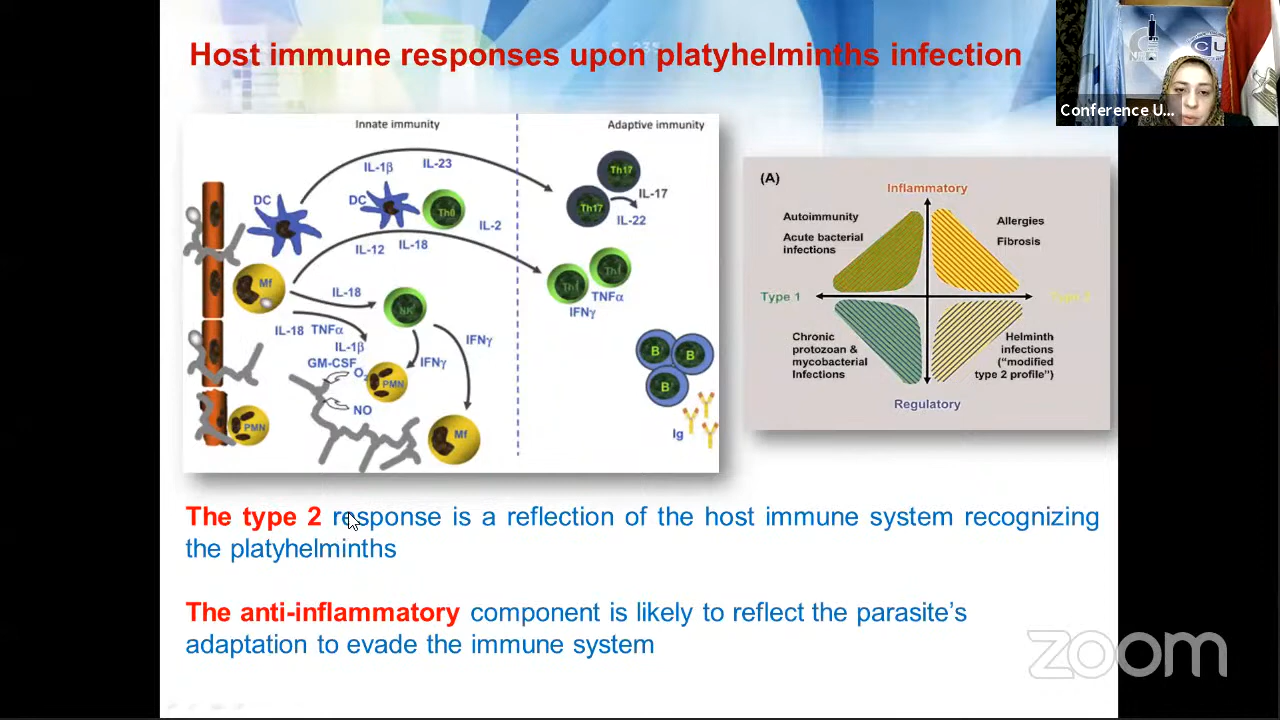 Host immune responses upon platyhelminths infection
Conference U...
Innate immunity
Adaptive immunity
IL-1β
IL-23
Th17
DC
DC
Th0
Th17
IL-17
IL-22
IL-2
IL-12
IL-18
Mf
Th1
Th1
TNFα
IFNγ
IL-18
NK
IL-18
TNFα
IL-1β
GM-CSF
IFNγ
IFNγ
PMN
NO
PMN
Mf
B
B
B
Ig
(A)
Inflammatory
Autoimmunity
Acute bacterial
infections
Allergies
Fibrosis
Type 1
Type 2
Chronic
protozoan &
mycobacterial
Infections
Helminth
infections
("modified
type 2 profile")
Regulatory
The type 2 response is a reflection of the host immune system recognizing
the platyhelminths
The anti-inflammatory component is likely to reflect the parasite's
adaptation to evade the immune system
zoom